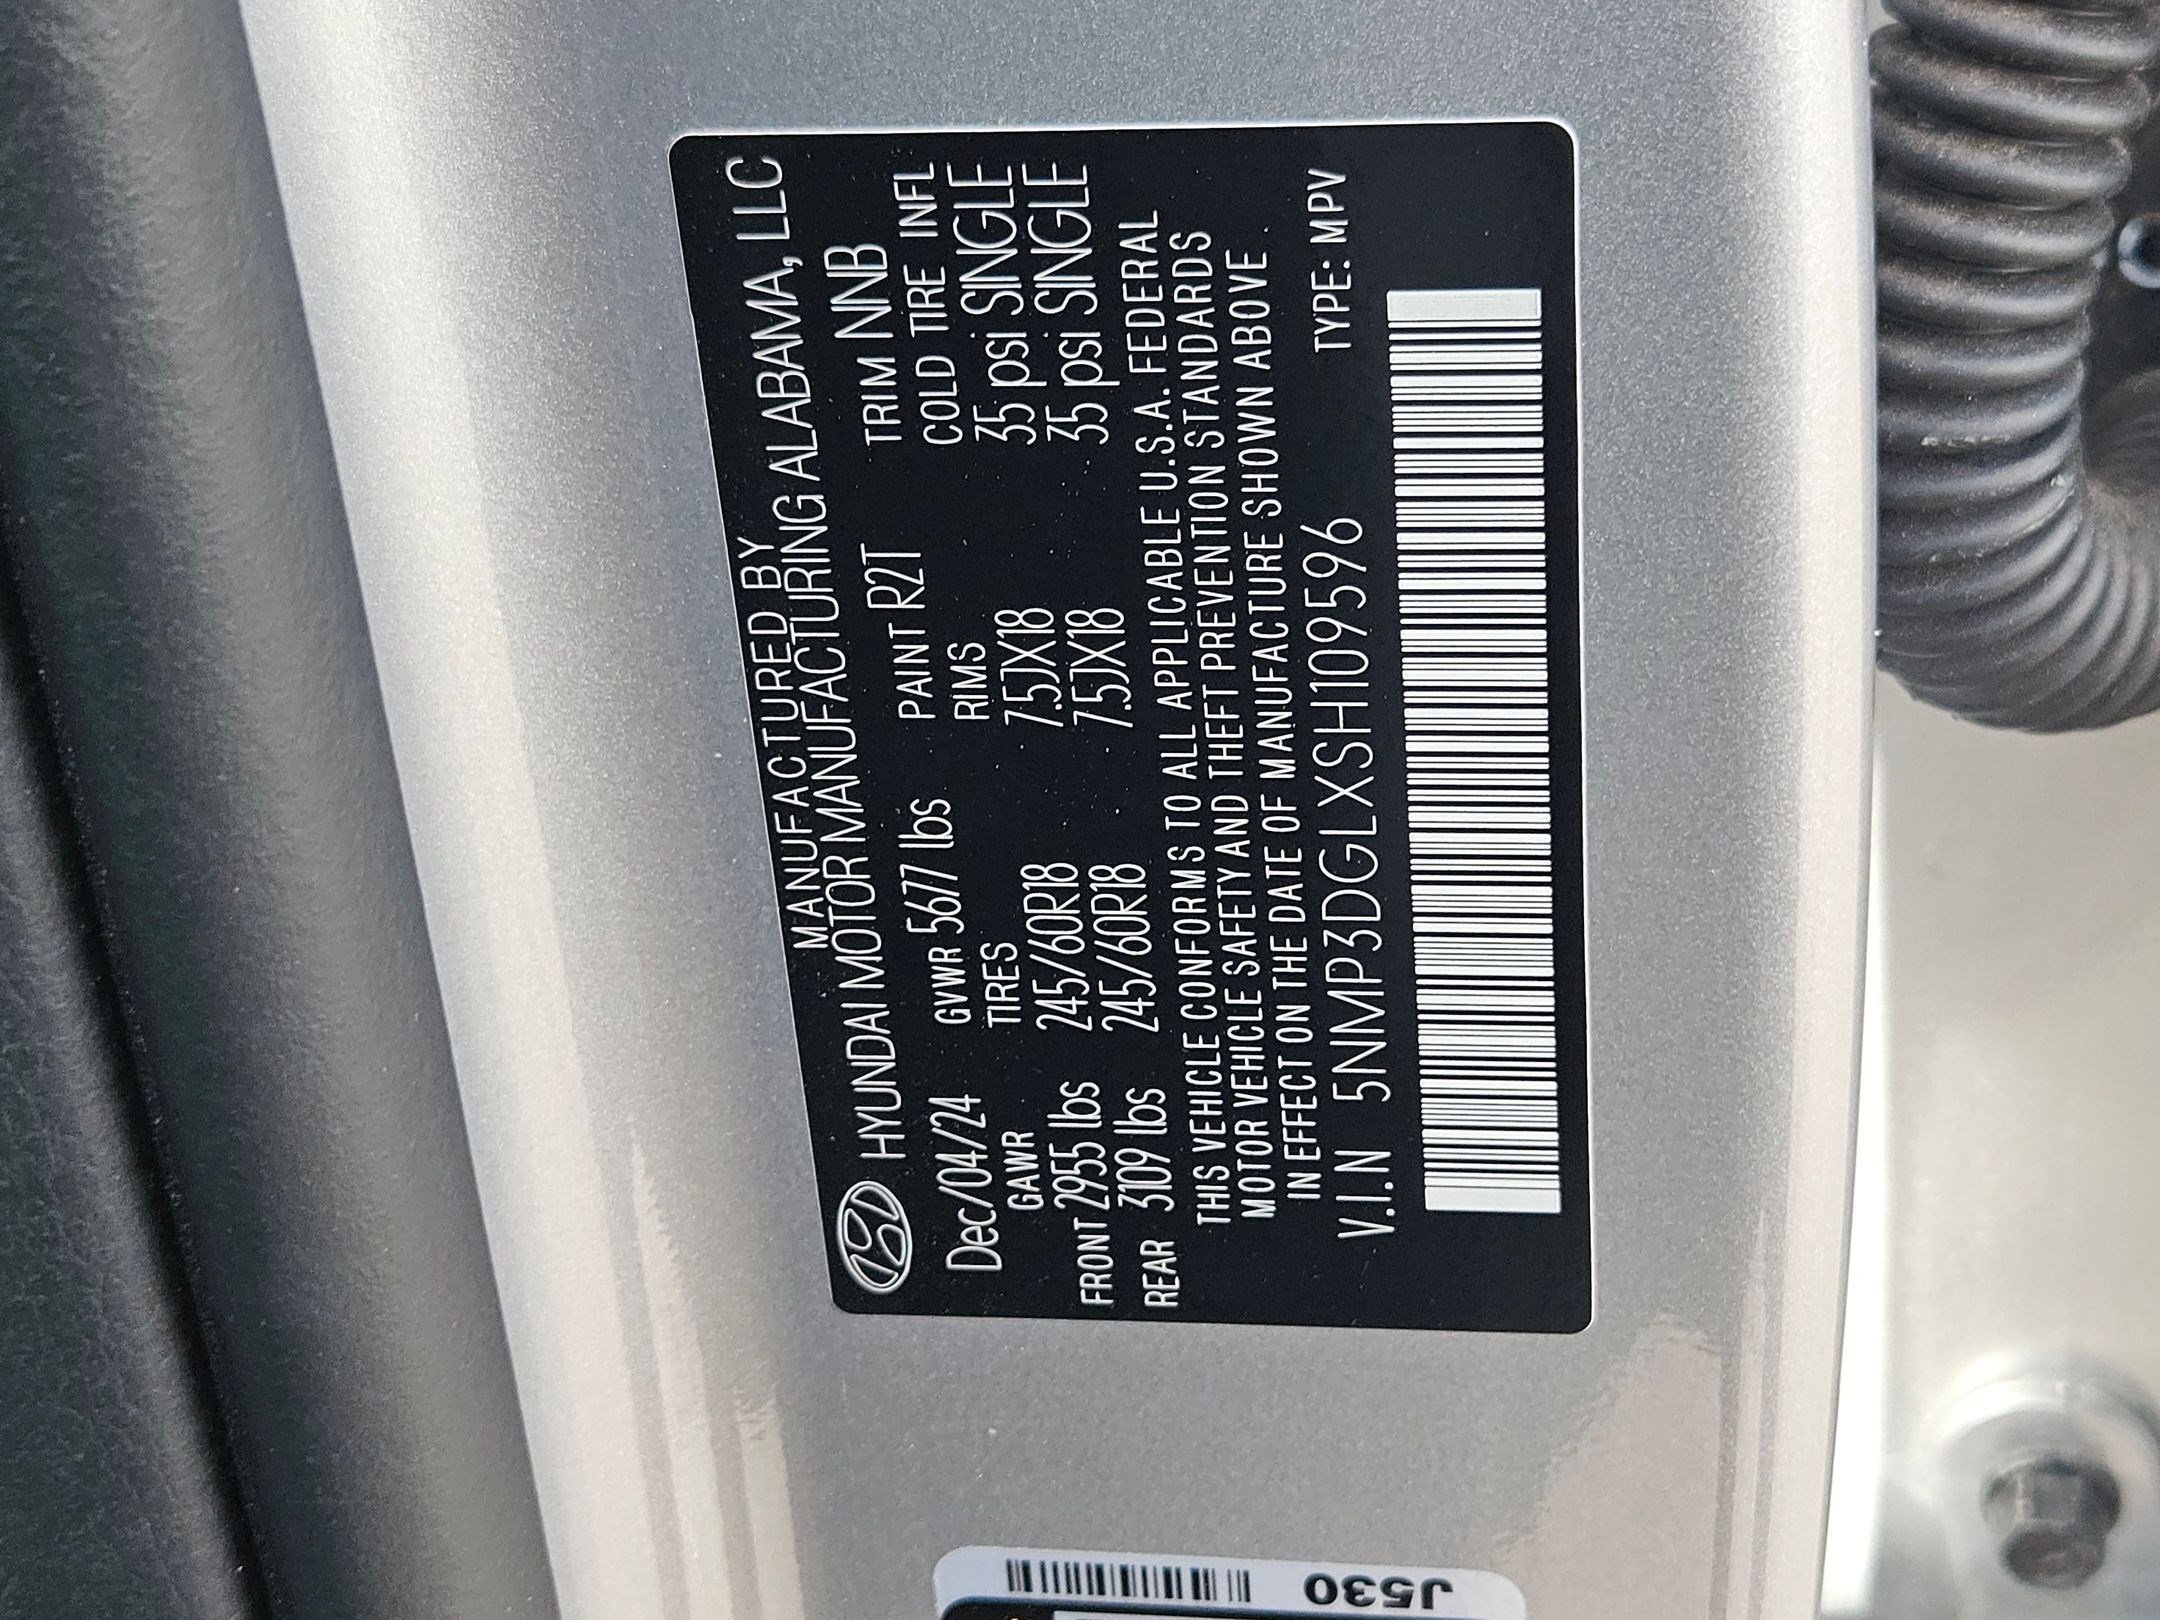 MANUFACTURED BY
HYUNDAI MOTOR MANUFACTURING ALABAMA, LLC
Dec/04/24 GVWR 5677 lbs PAINT R2T TRIM NNB
GAWR TIRES RIMS COLD TIRE INFL
FRONT 2955 lbs 245/60R18 7.5JX18 35 psi SINGLE
REAR 3109 lbs 245/60R18 7.5JX18 35 psi SINGLE
THIS VEHICLE CONFORMS TO ALL APPLICABLE U.S.A. FEDERAL
MOTOR VEHICLE SAFETY AND THEFT PREVENTION STANDARDS
IN EFFECT ON THE DATE OF MANUFACTURE SHOWN ABOVE.
V.I.N 5NMP3DGLXSH109596 TYPE: MPV
J530